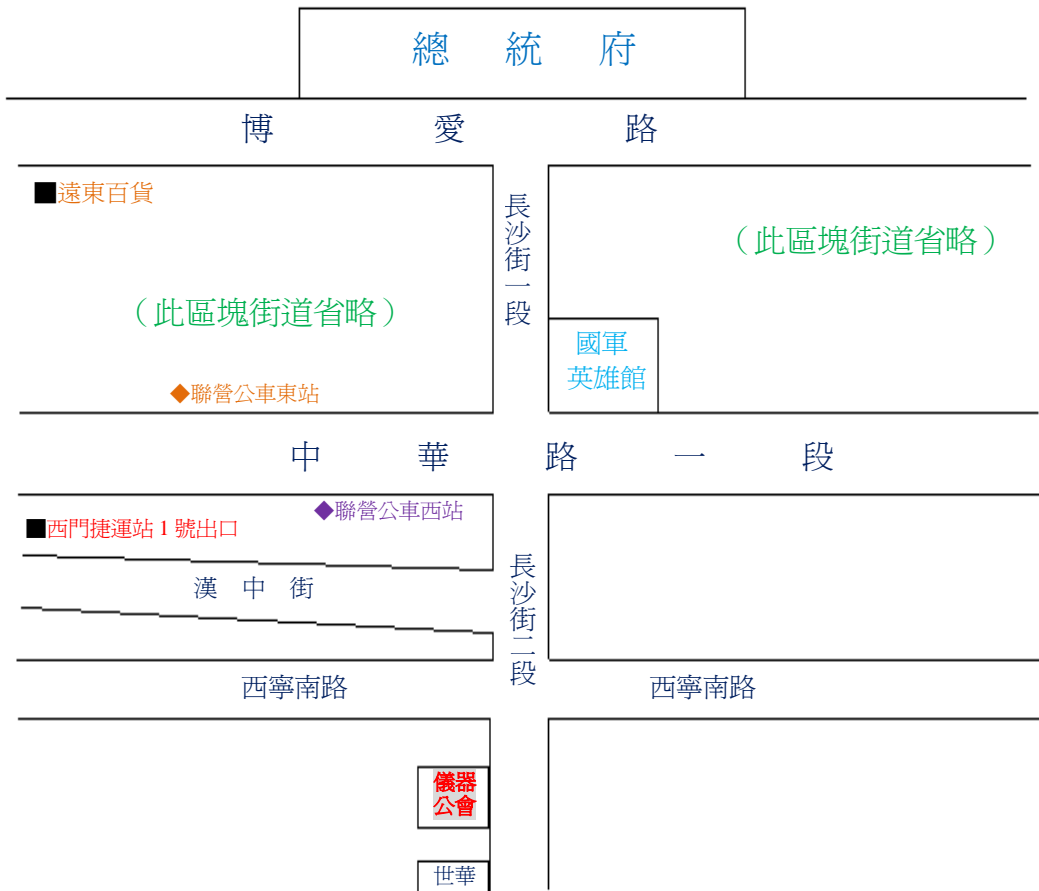 總統府
博愛路
■遠東百貨
長沙街一段
（此區塊街道省略）
（此區塊街道省略）
國軍
英雄館
◆聯營公車東站
中華路一段
◆聯營公車西站
■西門捷運站 1 號出口
漢中街
長沙街二段
西寧南路
西寧南路
儀器
公會
世華